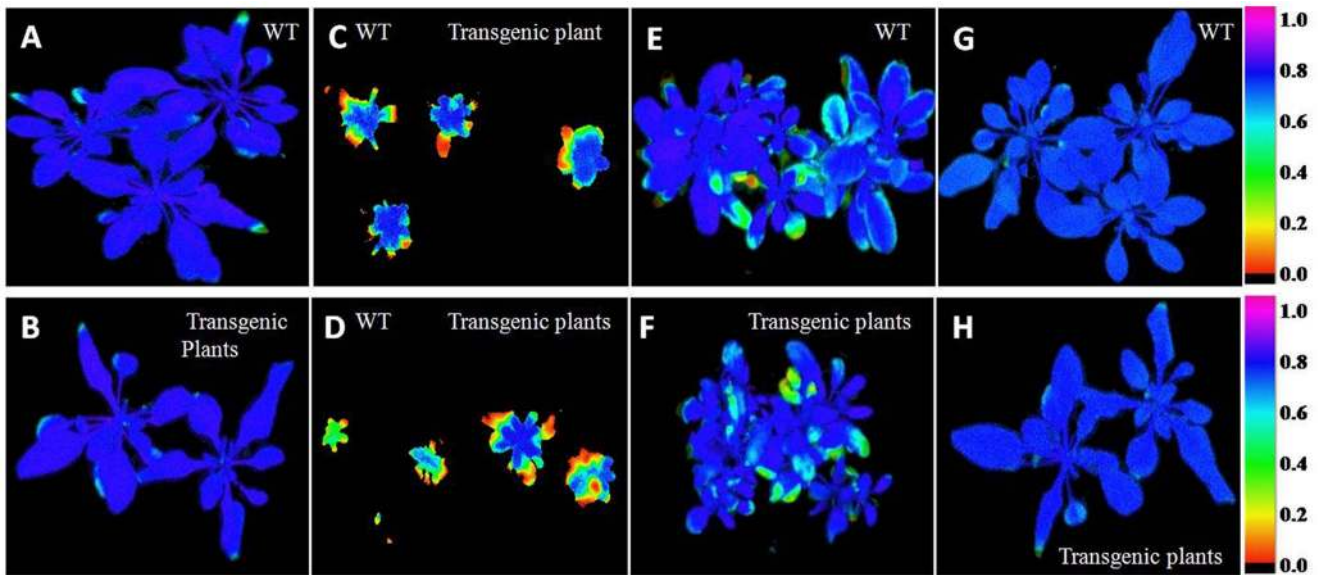 A
WT
C
WT
Transgenic plant
E
WT
G
WT
1.0
0.8
0.6
0.4
0.2
0.0
B
Transgenic
Plants
D
WT
Transgenic plants
F
Transgenic plants
H
Transgenic plants
1.0
0.8
0.6
0.4
0.2
0.0